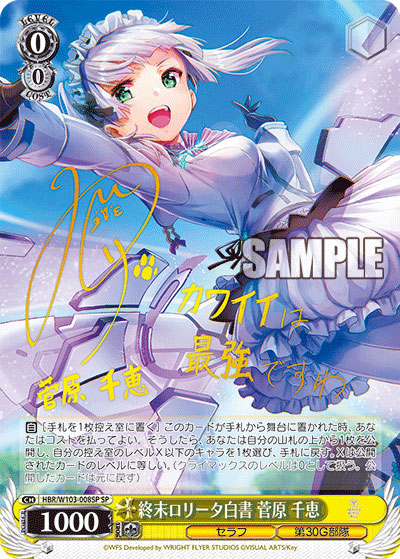 LEVEL
0
0
COST
SAMPLE
カワイイは
最強ですわ
菅原 千恵
自【[手札を1枚控え室に置く] このカードが手札から舞台に置かれた時、あな
たはコストを払ってよい。そうしたら、あなたは自分の山札の上から1枚を公
開し、自分の控え室のレベルX以下のキャラを1枚選び、手札に戻す。Xは公開
されたカードのレベルに等しい。(クライマックスのレベルは0として扱う。公
開したカードは元に戻す)
CH
HBR/W103-008SP SP
POWER
1000
終末ロリータ白書 菅原 千恵
セラフ
第30G部隊
©WFS Developed by WRIGHT FLYER STUDIOS ©VISUAL ARTS/Key